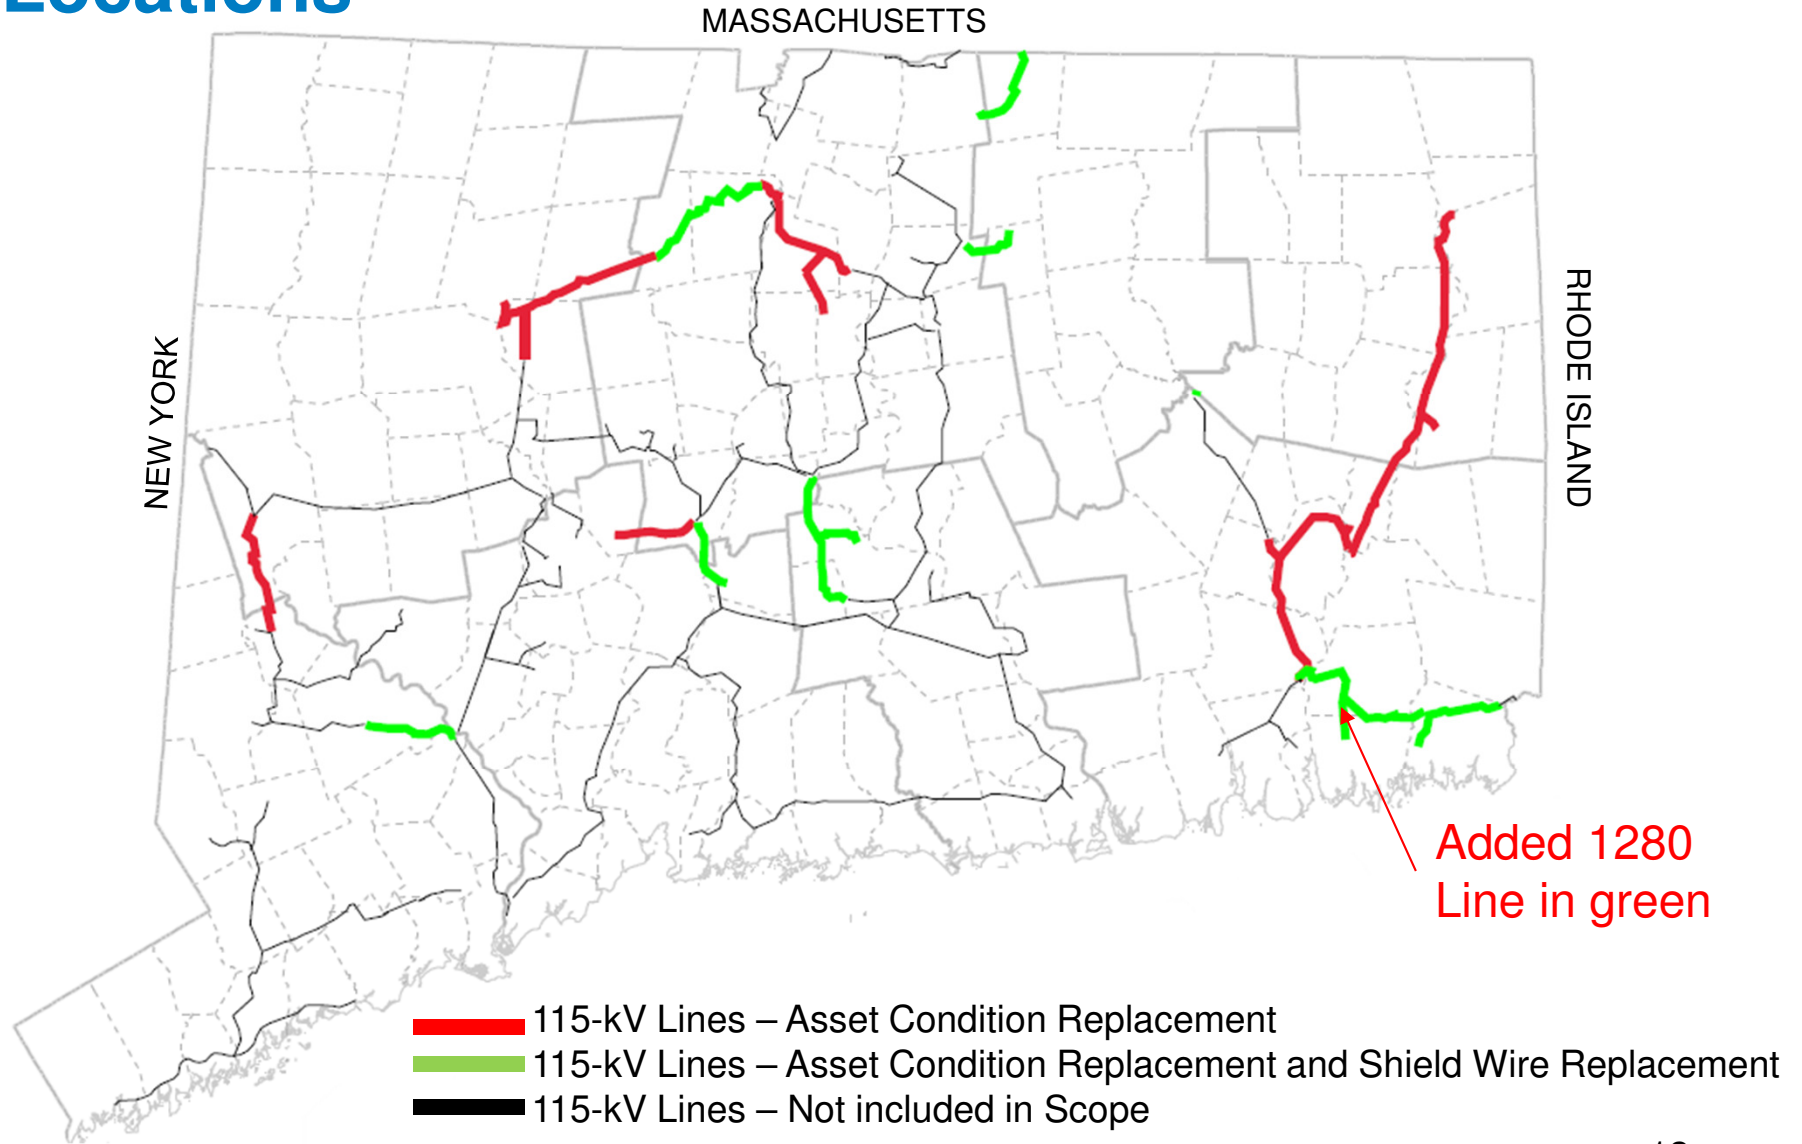 Locations
MASSACHUSETTS
NEW YORK
RHODE ISLAND
Added 1280
Line in green
115-kV Lines – Asset Condition Replacement
115-kV Lines – Asset Condition Replacement and Shield Wire Replacement
115-kV Lines – Not included in Scope